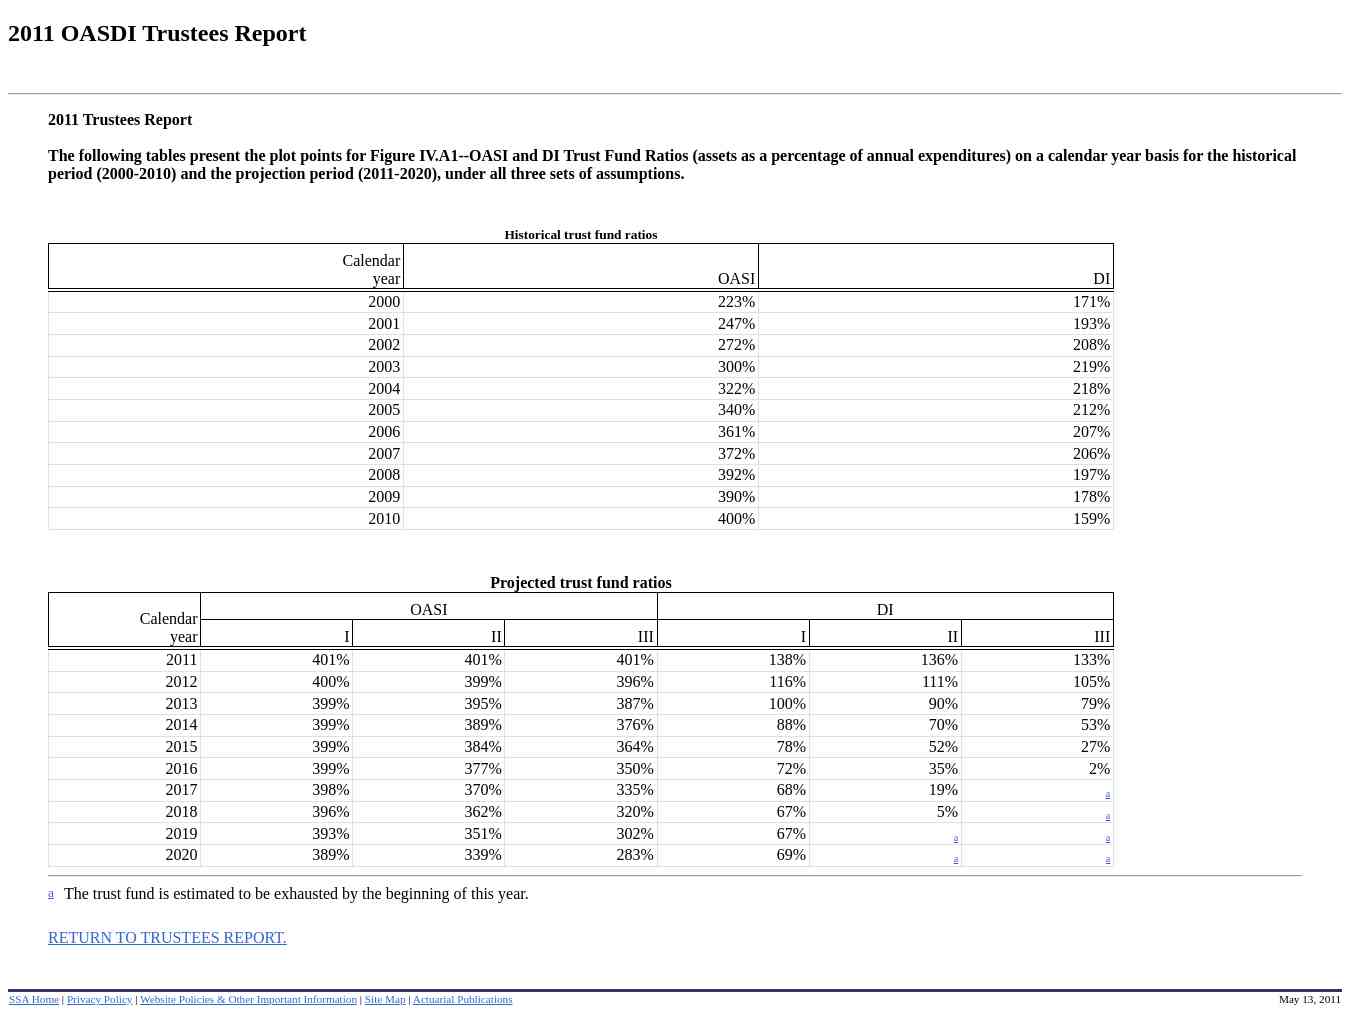 2011 OASDI Trustees Report
2011 Trustees Report
The following tables present the plot points for Figure IV.A1--OASI and DI Trust Fund Ratios (assets as a percentage of annual expenditures) on a calendar year basis for the historical
period (2000-2010) and the projection period (2011-2020), under all three sets of assumptions.
Historical trust fund ratios
Calendar
year OASI DI
2000 223% 171%
2001 247% 193%
2002 272% 208%
2003 300% 219%
2004 322% 218%
2005 340% 212%
2006 361% 207%
2007 372% 206%
2008 392% 197%
2009 390% 178%
2010 400% 159%
Projected trust fund ratios
OASI DI
Calendar
year I II III I II III
2011 401% 401% 401% 138% 136% 133%
2012 400% 399% 396% 116% 111% 105%
2013 399% 395% 387% 100% 90% 79%
2014 399% 389% 376% 88% 70% 53%
2015 399% 384% 364% 78% 52% 27%
2016 399% 377% 350% 72% 35% 2%
2017 398% 370% 335% 68% 19% a
2018 396% 362% 320% 67% 5% a
2019 393% 351% 302% 67% a a
2020 389% 339% 283% 69% a a
a The trust fund is estimated to be exhausted by the beginning of this year.
RETURN TO TRUSTEES REPORT.
SSA Home | Privacy Policy | Website Policies & Other Important Information | Site Map | Actuarial Publications May 13, 2011